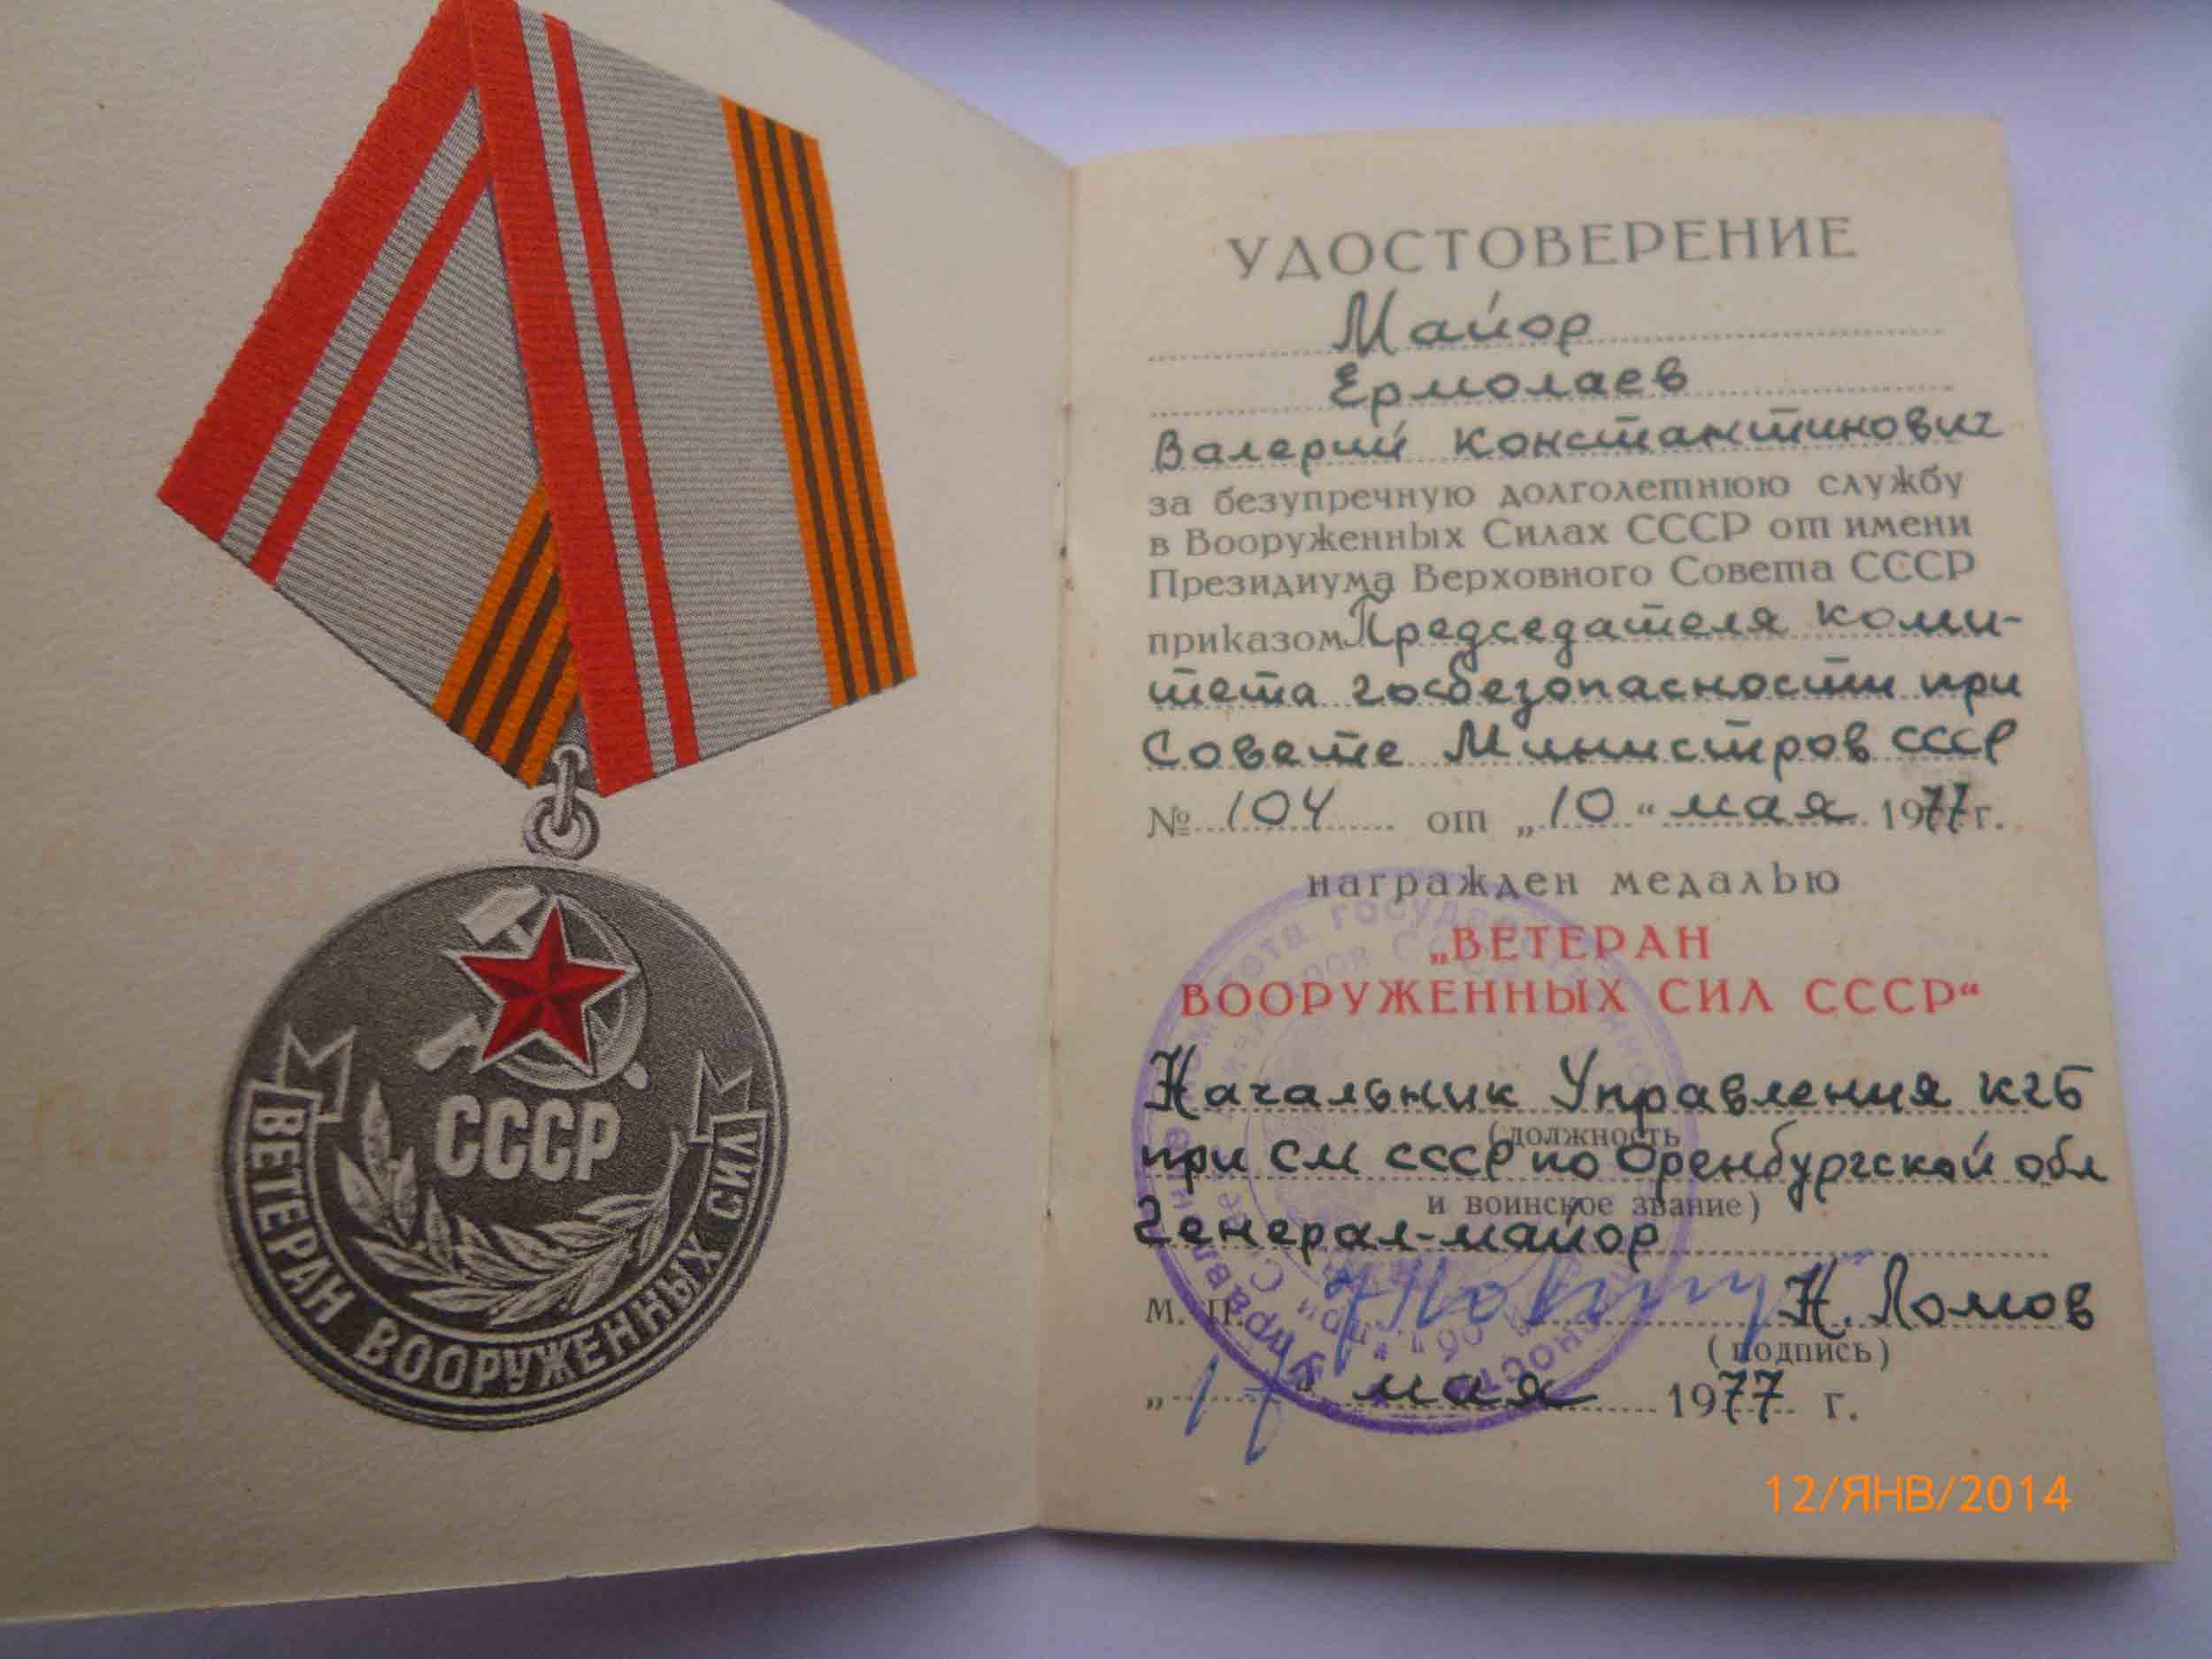 СССР
ВЕТЕРАН ВООРУЖЕННЫХ СИЛ
УДОСТОВЕРЕНИЕ
Майор
Ермолаев
Валерий Константинович
за безупречную долголетнюю службу
в Вооруженных Силах СССР от имени
Президиума Верховного Совета СССР
приказом Председателя коми-
тета госбезопасности при
Совете Министров СССР
№ 104 от „10“ мая 1977 г.
награжден медалью
„ВЕТЕРАН
ВООРУЖЕННЫХ СИЛ СССР“
Начальник Управления КГБ
(должность
при СМ СССР по Оренбургской обл
и воинское звание)
Генерал-майор
М. П. Н. Ломов
(подпись)
„17“ мая 1977 г.
12/ЯНВ/2014